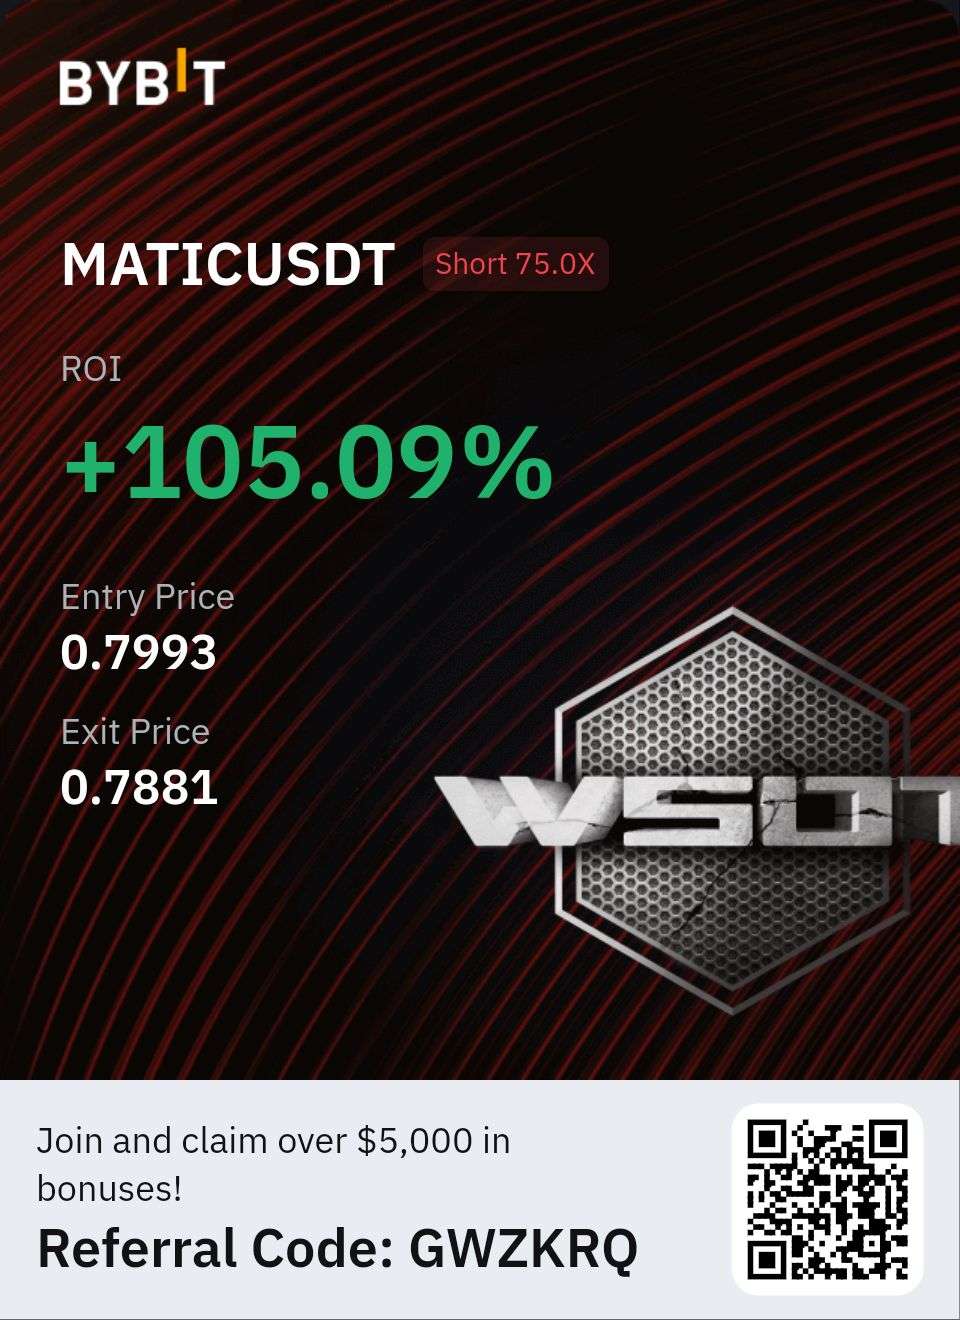 BYBIT
MATICUSDT Short 75.0X
ROI
+105.09%
Entry Price
0.7993
Exit Price
0.7881
WSOT
Join and claim over $5,000 in
bonuses!
Referral Code: GWZKRQ